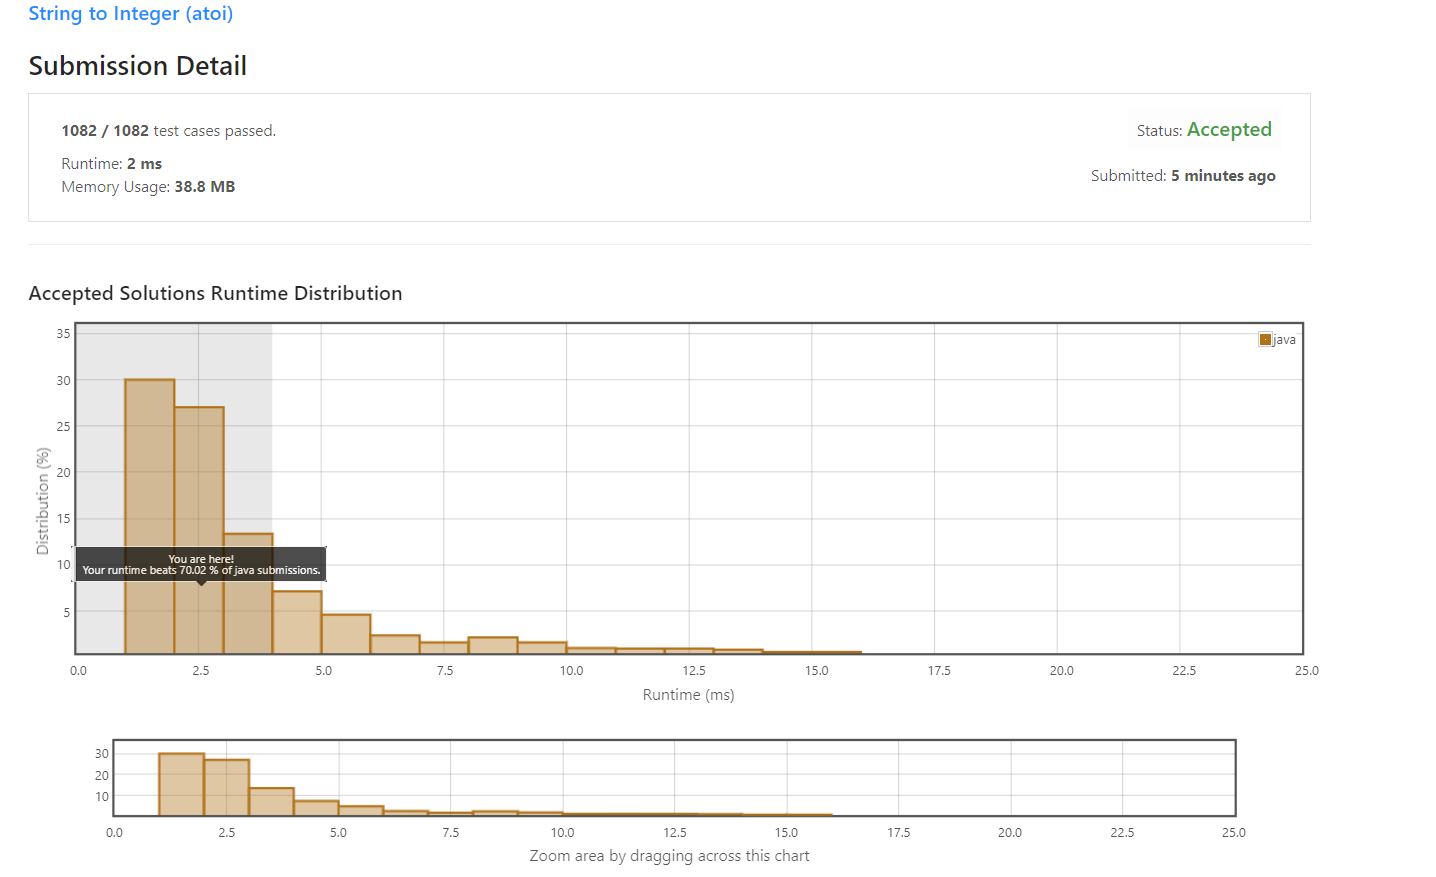 String to Integer (atoi)
Submission Detail
1082 / 1082 test cases passed.
Status: Accepted
Runtime: 2 ms
Memory Usage: 38.8 MB
Submitted: 5 minutes ago
Accepted Solutions Runtime Distribution
java
35
30
25
20
15
10
5
Distribution (%)
You are here!
Your runtime beats 70.02 % of java submissions.
0.0 2.5 5.0 7.5 10.0 12.5 15.0 17.5 20.0 22.5 25.0
Runtime (ms)
30
20
10
0.0 2.5 5.0 7.5 10.0 12.5 15.0 17.5 20.0 22.5 25.0
Zoom area by dragging across this chart